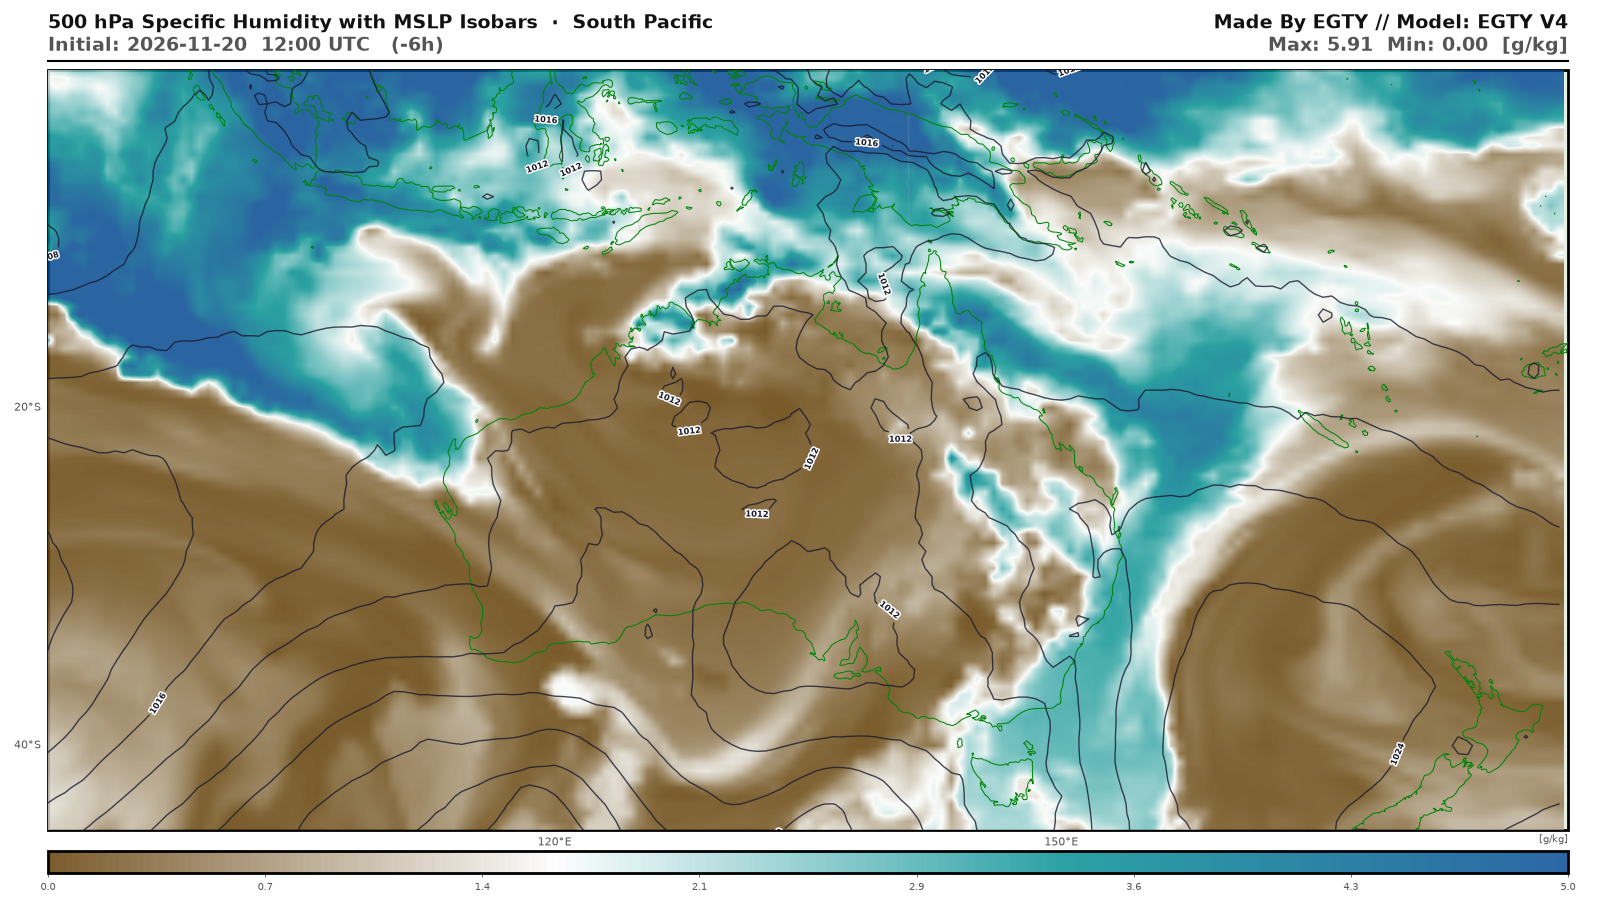 500 hPa Specific Humidity with MSLP Isobars · South Pacific
Made By EGTY // Model: EGTY V4
Initial: 2026-11-20 12:00 UTC (-6h)
Max: 5.91 Min: 0.00 [g/kg]
1016
1016
1012
1012
08
1012
20°S
1012
1012
1012
1012
1012
1012
1016
40°S
1024
120°E
150°E
[g/kg]
0.0
0.7
1.4
2.1
2.9
3.6
4.3
5.0